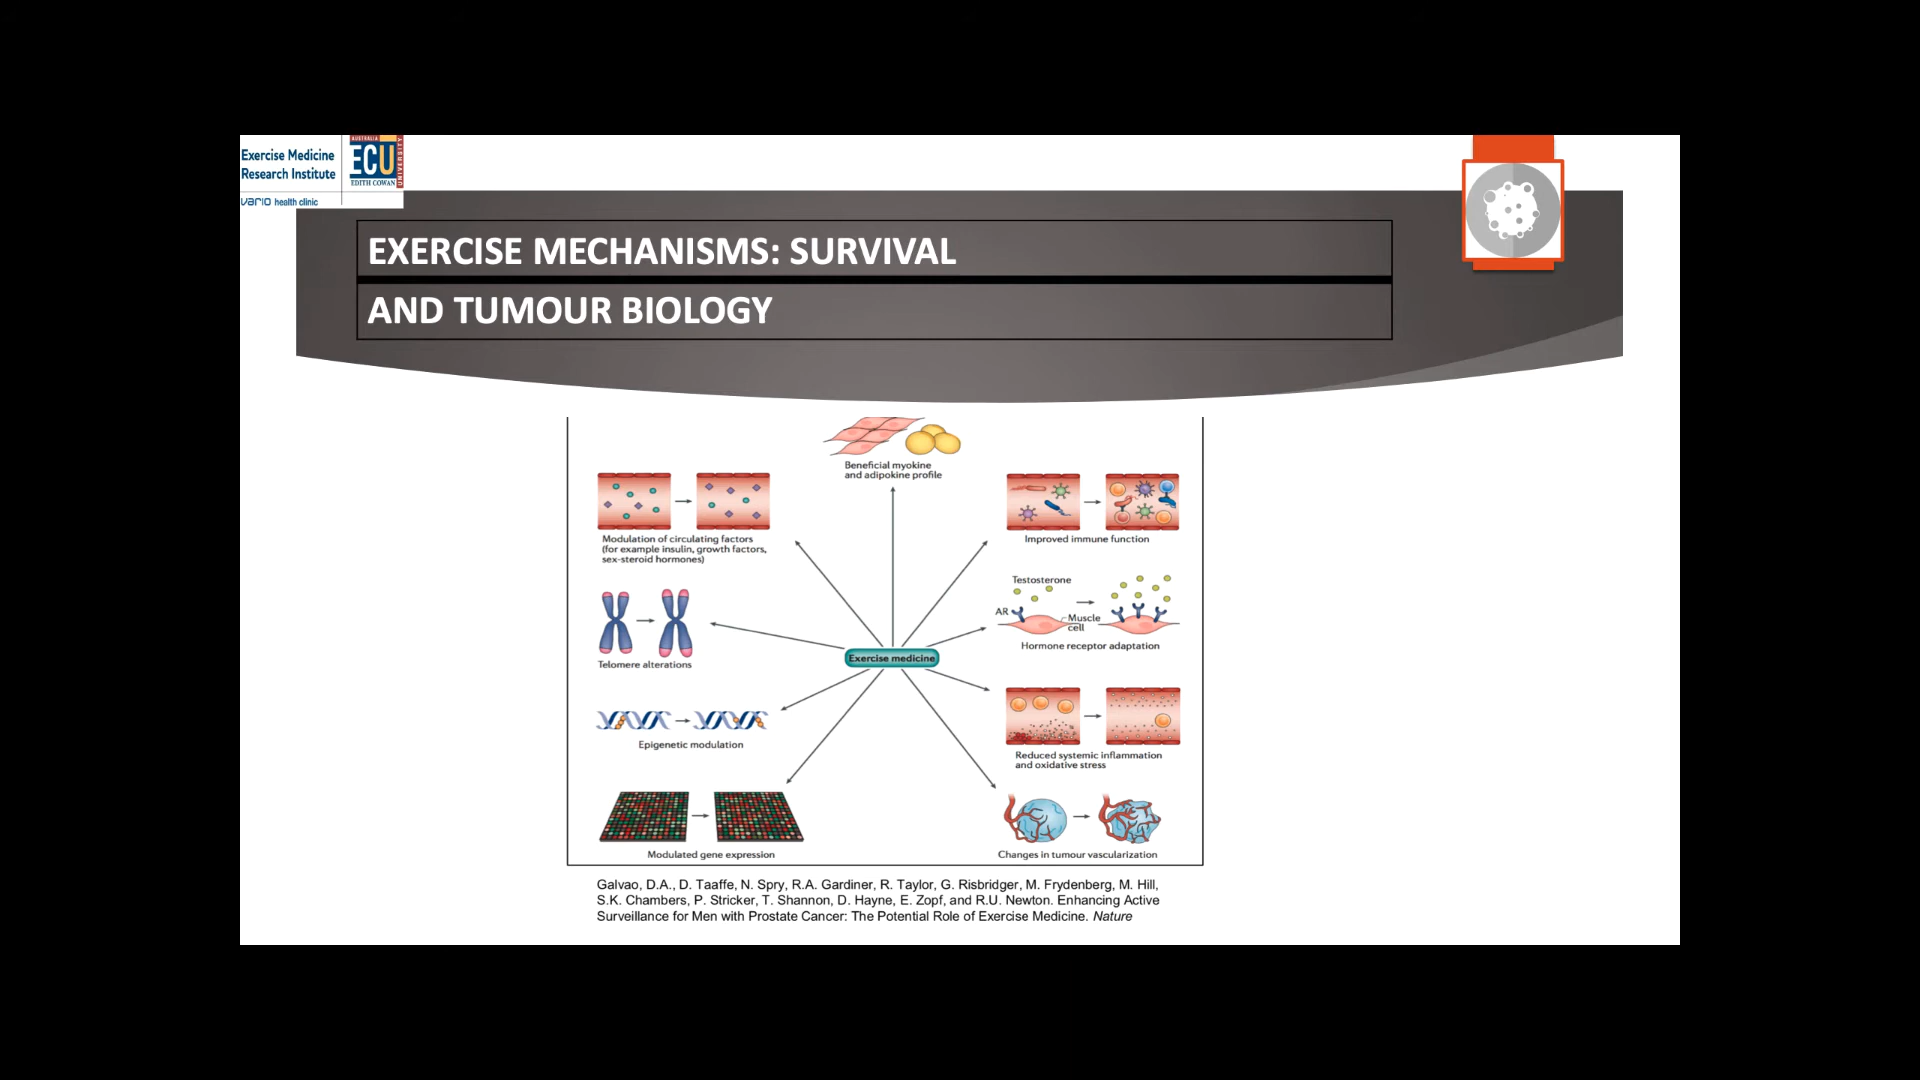 Exercise Medicine
Research Institute
vario health clinic
AUSTRALIA
ECU
EDITH COWAN
UNIVERSITY
EXERCISE MECHANISMS: SURVIVAL
AND TUMOUR BIOLOGY
Beneficial myokine
and adipokine profile
Modulation of circulating factors
(for example insulin, growth factors,
sex-steroid hormones)
Improved immune function
Testosterone
AR
Muscle
cell
Hormone receptor adaptation
Telomere alterations
Exercise medicine
Epigenetic modulation
Reduced systemic inflammation
and oxidative stress
Modulated gene expression
Changes in tumour vascularization
Galvao, D.A., D. Taaffe, N. Spry, R.A. Gardiner, R. Taylor, G. Risbridger, M. Frydenberg, M. Hill,
S.K. Chambers, P. Stricker, T. Shannon, D. Hayne, E. Zopf, and R.U. Newton. Enhancing Active
Surveillance for Men with Prostate Cancer: The Potential Role of Exercise Medicine. Nature